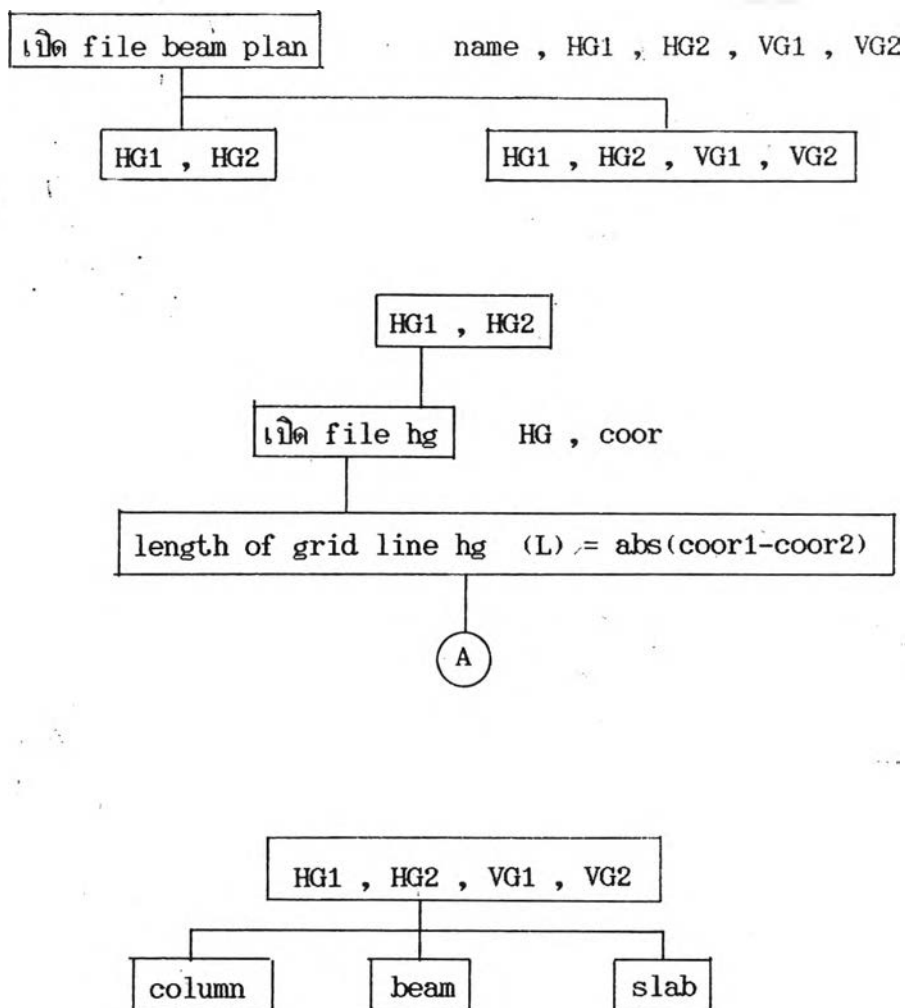 เปิด file beam plan name , HG1 , HG2 , VG1 , VG2
HG1 , HG2 HG1 , HG2 , VG1 , VG2
HG1 , HG2
เปิด file hg HG , coor
length of grid line hg (L) = abs(coor1-coor2)
A
HG1 , HG2 , VG1 , VG2
column beam slab